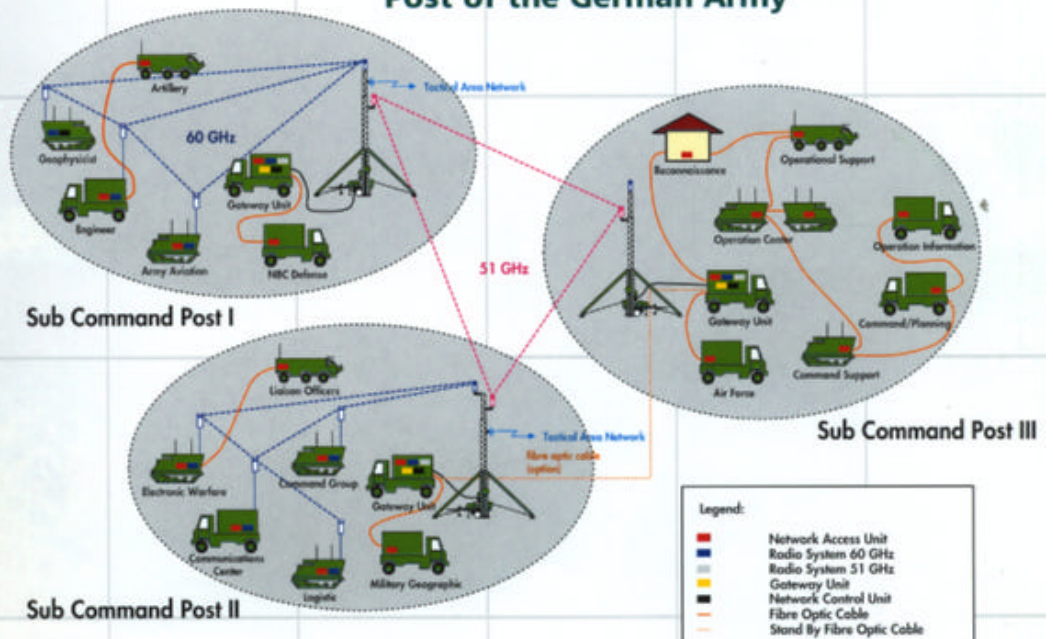 Post of the German Army
Artillery
Tactical Area Network
60 GHz
Geophysicist
Gateway Unit
Engineer
Army Aviation
NBC Defense
Sub Command Post I
51 GHz
Reconnaissance
Operational Support
Operation Center
Operation Information
Gateway Unit
Command/Planning
Command Support
Air Force
Sub Command Post III
Liaison Officers
Tactical Area Network
fibre optic cable
(option)
Electronic Warfare
Command Group
Gateway Unit
Communications
Center
Logistic
Military Geographic
Sub Command Post II
Legend:
Network Access Unit
Radio System 60 GHz
Radio System 51 GHz
Gateway Unit
Network Control Unit
Fibre Optic Cable
Stand By Fibre Optic Cable